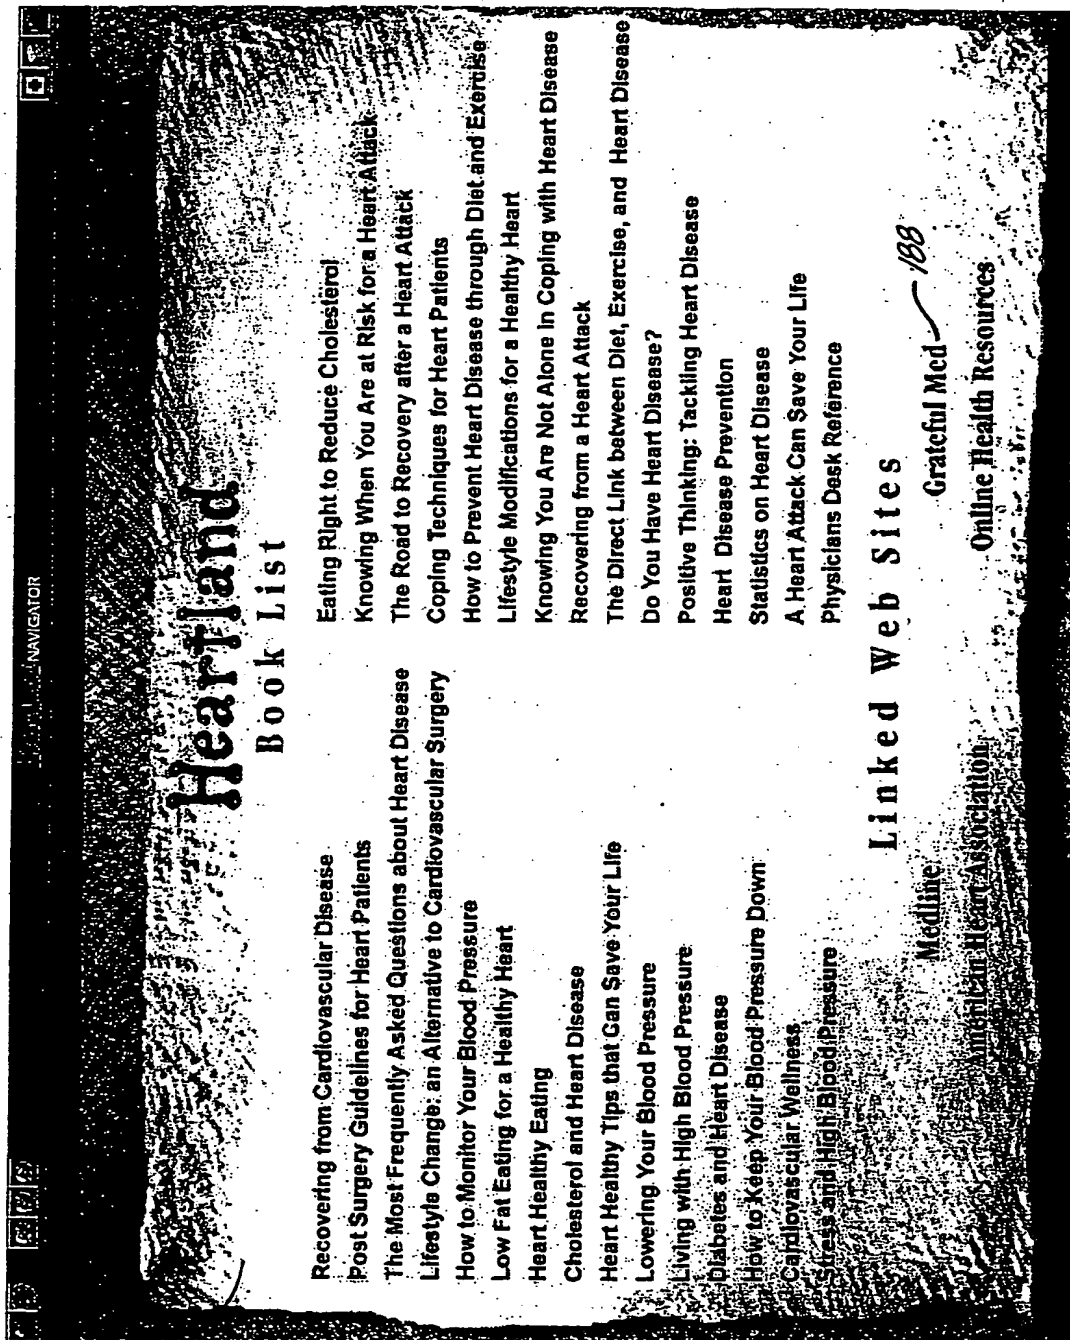 NAVIGATOR
Heartland
Book List
Recovering from Cardiovascular Disease
Post Surgery Guidelines for Heart Patients
The Most Frequently Asked Questions about Heart Disease
Lifestyle Change: an Alternative to Cardiovascular Surgery
How to Monitor Your Blood Pressure
Low Fat Eating for a Healthy Heart
Heart Healthy Eating
Cholesterol and Heart Disease
Heart Healthy Tips that Can Save Your Life
Lowering Your Blood Pressure
Living with High Blood Pressure
Diabetes and Heart Disease
How to Keep Your Blood Pressure Down
Cardiovascular Wellness
Stress and High Blood Pressure
Eating Right to Reduce Cholesterol
Knowing When You Are at Risk for a Heart Attack
The Road to Recovery after a Heart Attack
Coping Techniques for Heart Patients
How to Prevent Heart Disease through Diet and Exercise
Lifestyle Modifications for a Healthy Heart
Knowing You Are Not Alone in Coping with Heart Disease
Recovering from a Heart Attack
The Direct Link between Diet, Exercise, and Heart Disease
Do You Have Heart Disease?
Positive Thinking: Tackling Heart Disease
Heart Disease Prevention
Statistics on Heart Disease
A Heart Attack Can Save Your Life
Physicians Desk Reference
Linked Web Sites
Medline
Grateful Med
188
American Heart Association
Online Health Resources